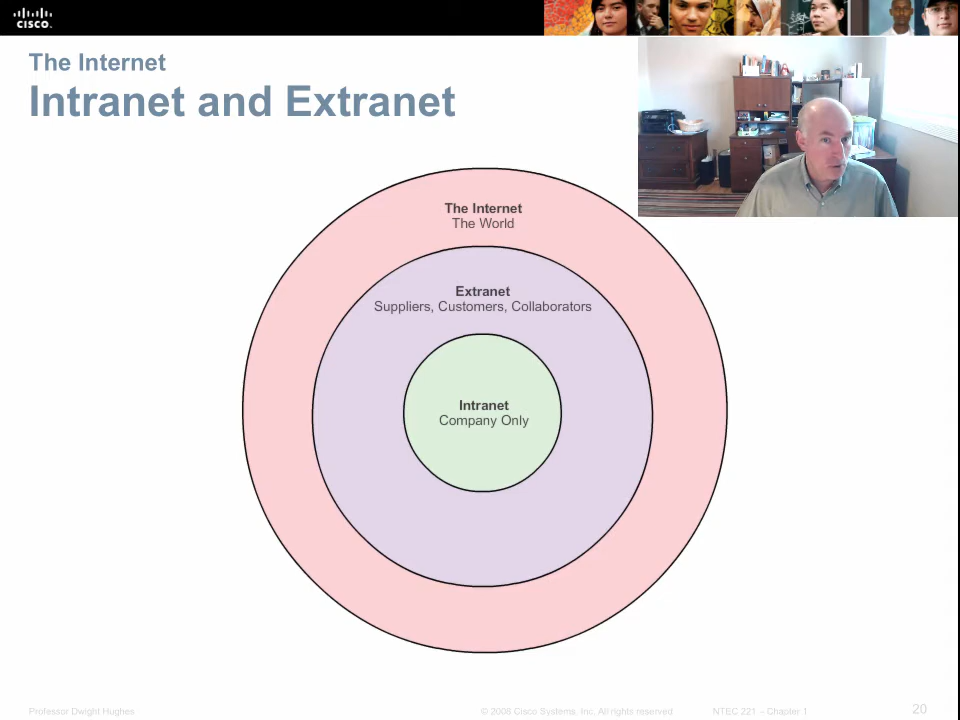 CISCO.
The Internet
Intranet and Extranet
The Internet
The World
Extranet
Suppliers, Customers, Collaborators
Intranet
Company Only
Professor Dwight Hughes
© 2008 Cisco Systems, Inc. All rights reserved
NTEC 221 – Chapter 1
20